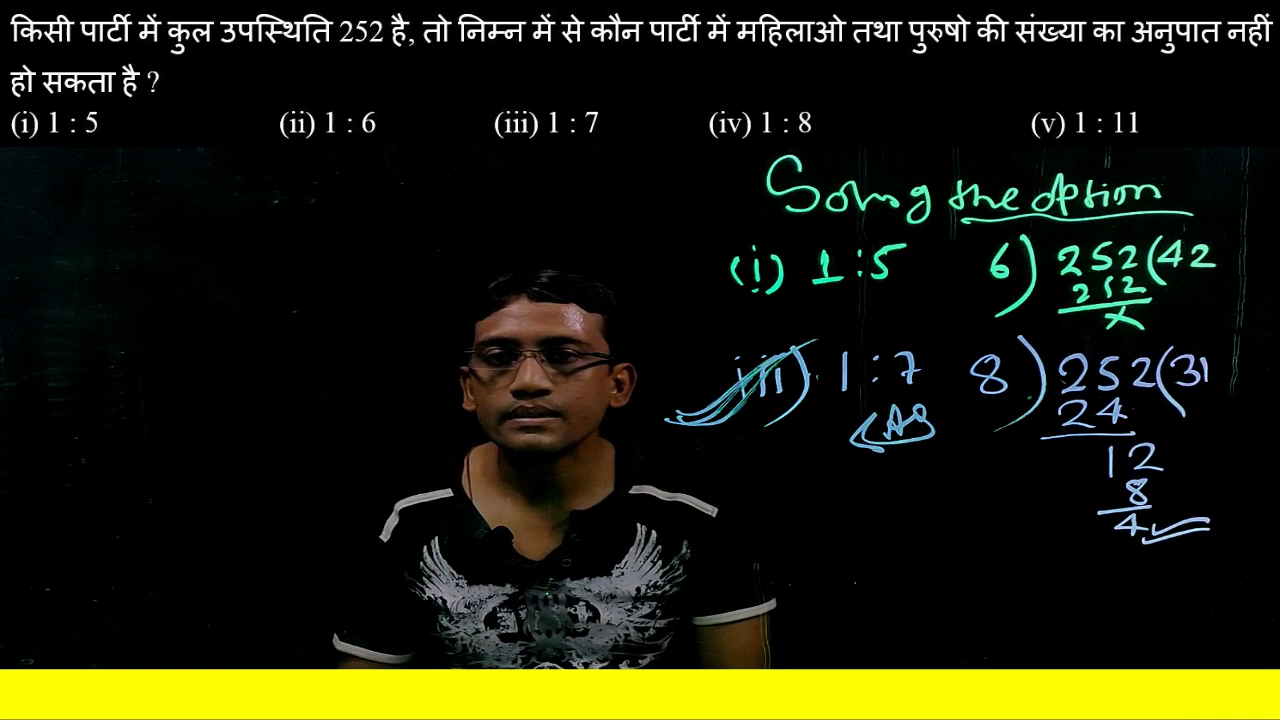 किसी पार्टी में कुल उपस्थिति 252 है, तो निम्न में से कौन पार्टी में महिलाओ तथा पुरुषो की संख्या का अनुपात नहीं
हो सकता है ?
(i) 1 : 5 (ii) 1 : 6 (iii) 1 : 7 (iv) 1 : 8 (v) 1 : 11
the option
(i) 1:5 6) 252(42
252
x
iii) 1:7 8) 252(31
24
12
8
4